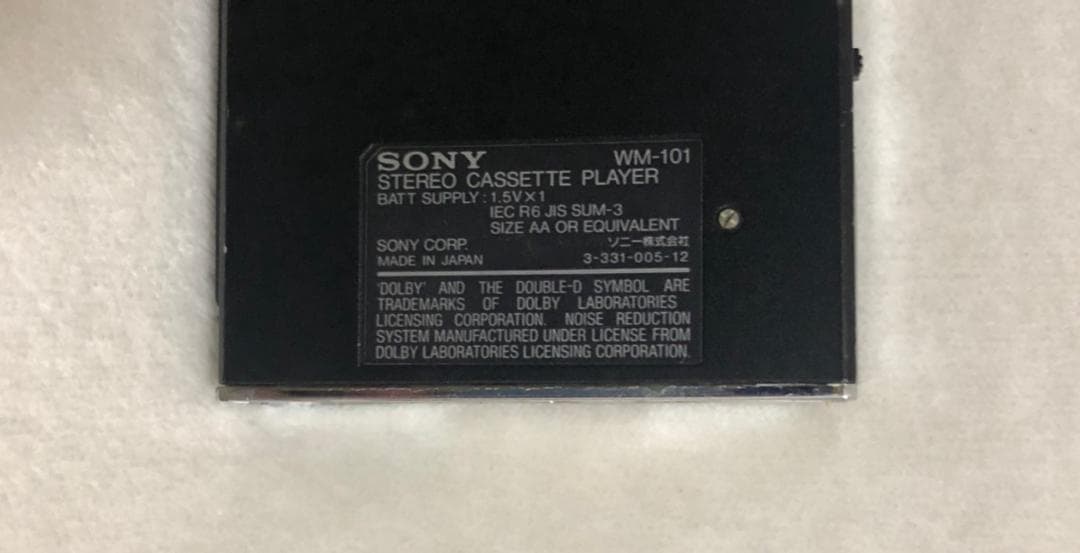 SONY WM-101
STEREO CASSETTE PLAYER
BATT SUPPLY : 1.5V×1
IEC R6 JIS SUM-3
SIZE AA OR EQUIVALENT
SONY CORP. ソニー株式会社
MADE IN JAPAN 3-331-005-12
'DOLBY' AND THE DOUBLE-D SYMBOL ARE
TRADEMARKS OF DOLBY LABORATORIES
LICENSING CORPORATION. NOISE REDUCTION
SYSTEM MANUFACTURED UNDER LICENSE FROM
DOLBY LABORATORIES LICENSING CORPORATION.